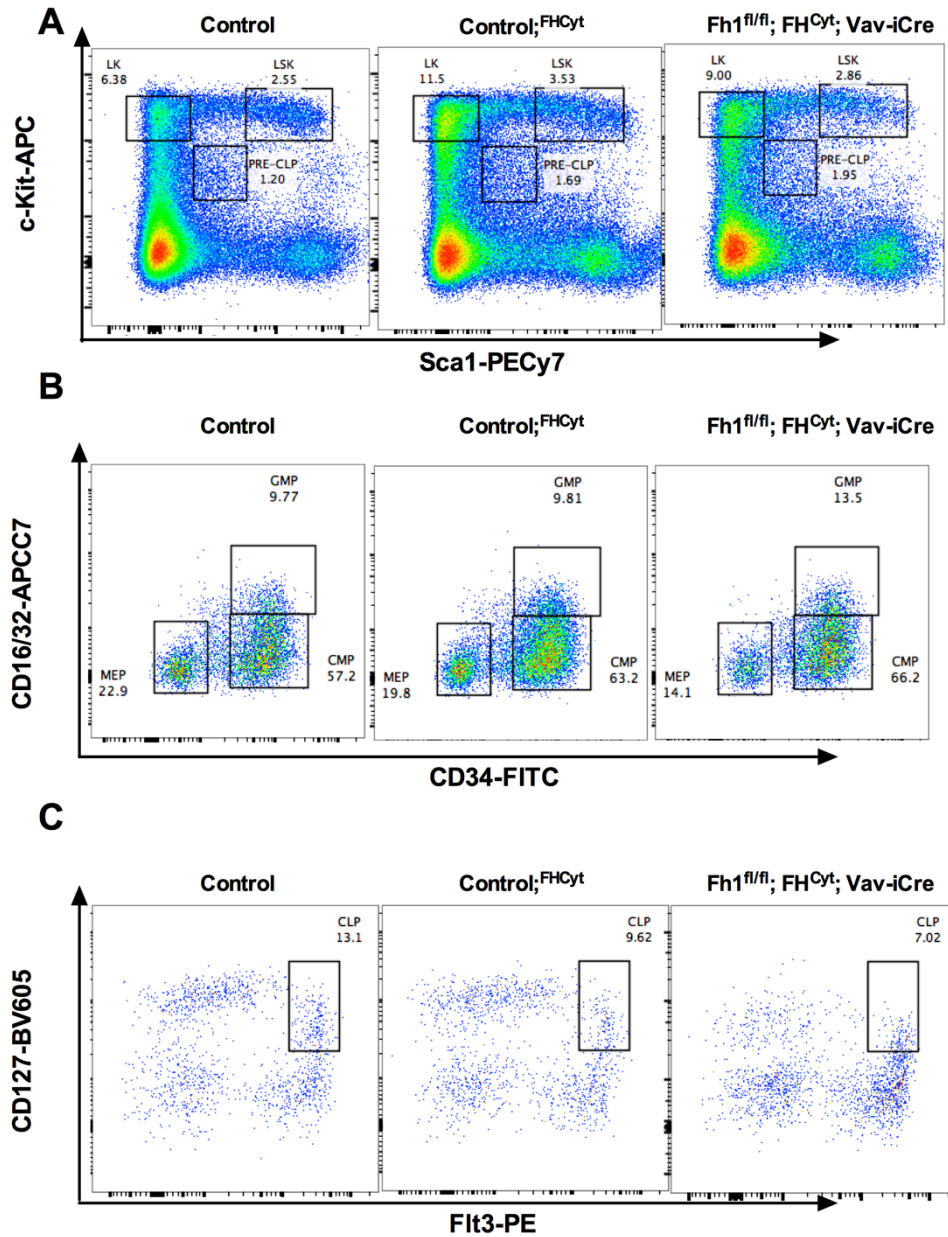 A
Control
Control;FHCyt
Fh1fl/fl; FHCyt; Vav-iCre
LK
6.38
LSK
2.55
PRE-CLP
1.20
LK
11.5
LSK
3.53
PRE-CLP
1.69
LK
9.00
LSK
2.86
PRE-CLP
1.95
c-Kit-APC
Sca1-PECy7
B
Control
Control;FHCyt
Fh1fl/fl; FHCyt; Vav-iCre
GMP
9.77
MEP
22.9
CMP
57.2
GMP
9.81
MEP
19.8
CMP
63.2
GMP
13.5
MEP
14.1
CMP
66.2
CD16/32-APCC7
CD34-FITC
C
Control
Control;FHCyt
Fh1fl/fl; FHCyt; Vav-iCre
CLP
13.1
CLP
9.62
CLP
7.02
CD127-BV605
Flt3-PE